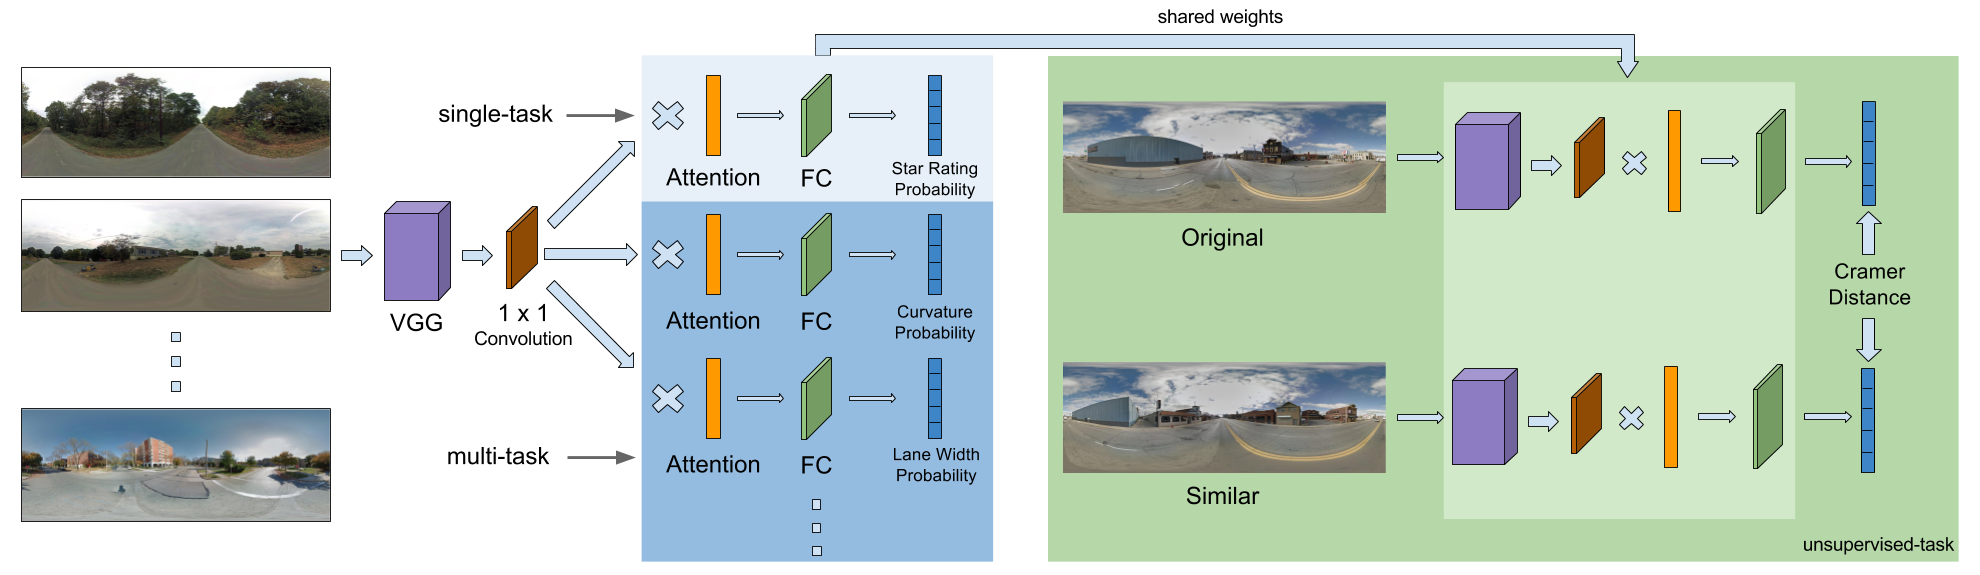 shared weights
single-task
Attention
FC
Star Rating
Probability
VGG
1 x 1
Convolution
Attention
FC
Curvature
Probability
multi-task
Attention
FC
Lane Width
Probability
Original
Similar
Cramer
Distance
unsupervised-task